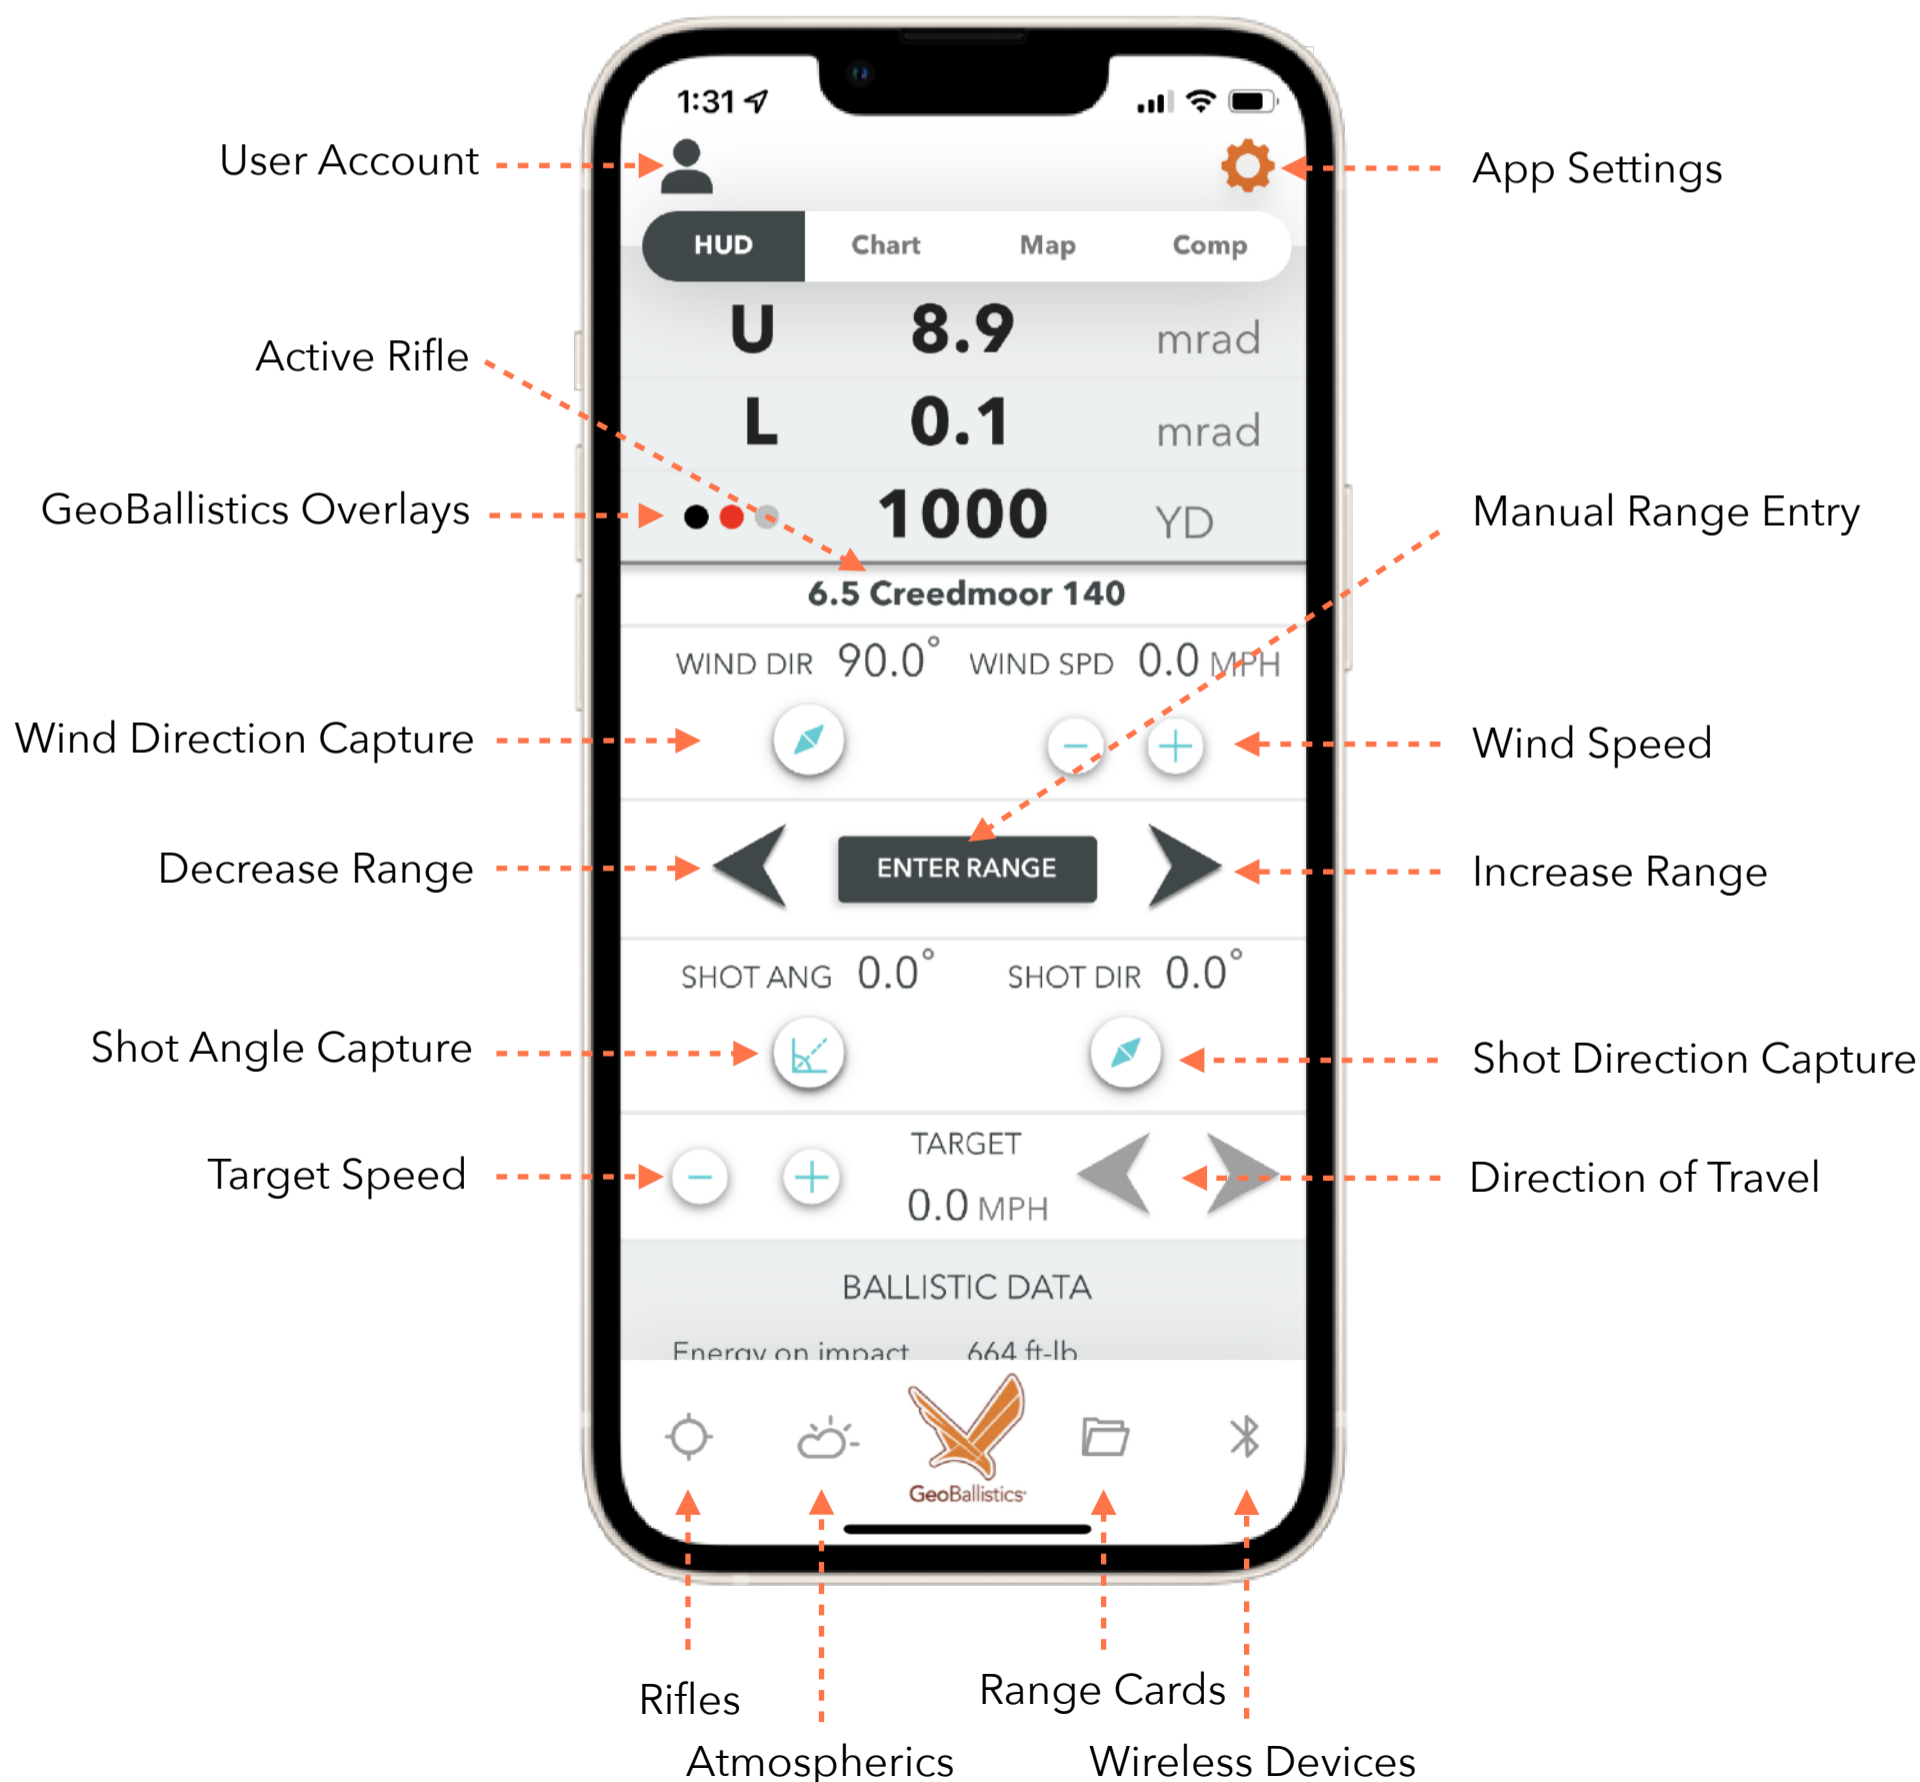 1:31
User Account
App Settings
HUD Chart Map Comp
U 8.9 mrad
Active Rifle
L 0.1 mrad
GeoBallistics Overlays
1000 YD
Manual Range Entry
6.5 Creedmoor 140
WIND DIR 90.0° WIND SPD 0.0 MPH
Wind Direction Capture
Wind Speed
Decrease Range
ENTER RANGE
Increase Range
SHOT ANG 0.0° SHOT DIR 0.0°
Shot Angle Capture
Shot Direction Capture
TARGET
Target Speed
Direction of Travel
0.0 MPH
BALLISTIC DATA
Energy on impact 664 ft-lb
GeoBallistics
Rifles
Range Cards
Atmospherics
Wireless Devices